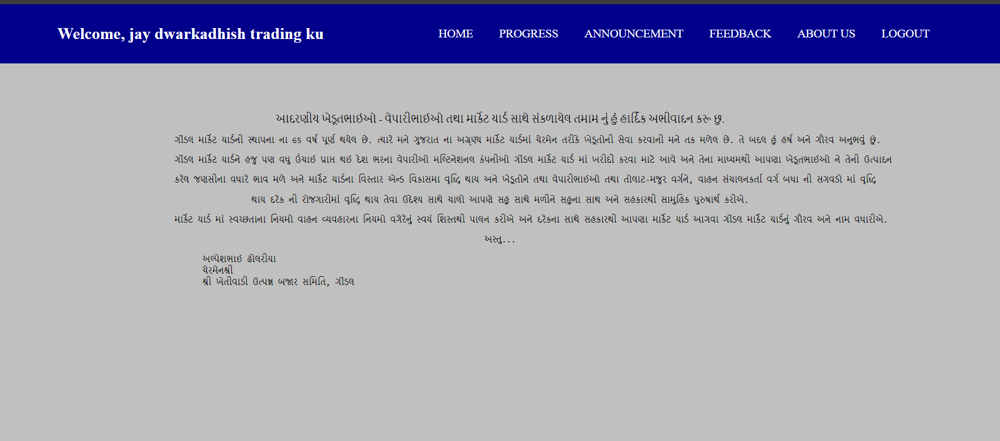 Welcome, jay dwarkadhish trading ku
HOME PROGRESS ANNOUNCEMENT FEEDBACK ABOUT US LOGOUT
આદરણીય ખેડૂતભાઈઓ - વેપારીભાઈઓ તથા માર્કેટ યાર્ડ સાથે સંકળાયેલ તમામ નું હું હાર્દિક અભીવાદન કરૂ છુ.
ગોંડલ માર્કેટ યાર્ડની સ્થાપના ના 65 વર્ષ પૂર્ણ થયેલ છે. ત્યારે મને ગુજરાત ના અગ્રણ્ય માર્કેટ યાર્ડમાં ચેરમેન તરીકે ખેડૂતોની સેવા કરવાની મને તક મળેલ છે. તે બદલ હું હર્ષ અને ગૌરવ અનુભવું છું.
ગોંડલ માર્કેટ યાર્ડને હજુ પણ વધુ ઉંચાઈ પ્રાપ્ત થઈ દેશ ભરના વેપારીઓ મલ્ટિનેશનલ કંપનીઓ ગોંડલ માર્કેટ યાર્ડ માં ખરીદી કરવા માટે આવે અને તેના માધ્યમથી આપણા ખેડૂતભાઈઓ ને તેની ઉત્પાદન
કરેલ જણસીના વધારે ભાવ મળે અને માર્કેટ યાર્ડના વિસ્તાર એન્ડ વિકાસમા વૃદ્ધિ થાય અને ખેડૂતોને તથા વેપારીભાઈઓ તથા તોલાટ-મજુર વર્ગને, વાહન સંચાલનકર્તા વર્ગ બધા ની સગવડો માં વૃદ્ધિ
થાય દરેક ની રોજગારીમાં વૃદ્ધિ થાય તેવા ઉદેશ્ય સાથે ચાલો આપણે સહુ સાથે મળીને સહુના સાથ અને સહકારથી સામુહિક પુરુષાર્થ કરીએ.
માર્કેટ યાર્ડ માં સ્વચ્છતાના નિયમો વાહન વ્યવહારના નિયમો વગેરેનું સ્વયં શિસ્તથી પાલન કરીએ અને દરેકના સાથે સહકારથી આપણા માર્કેટ યાર્ડ આગવા ગોંડલ માર્કેટ યાર્ડનું ગૌરવ અને નામ વધારીએ.
અસ્તુ...
અલ્પેશભાઈ ઢોલરીયા
ચેરમેનશ્રી
શ્રી ખેતીવાડી ઉત્પન્ન બજાર સમિતિ, ગોંડલ